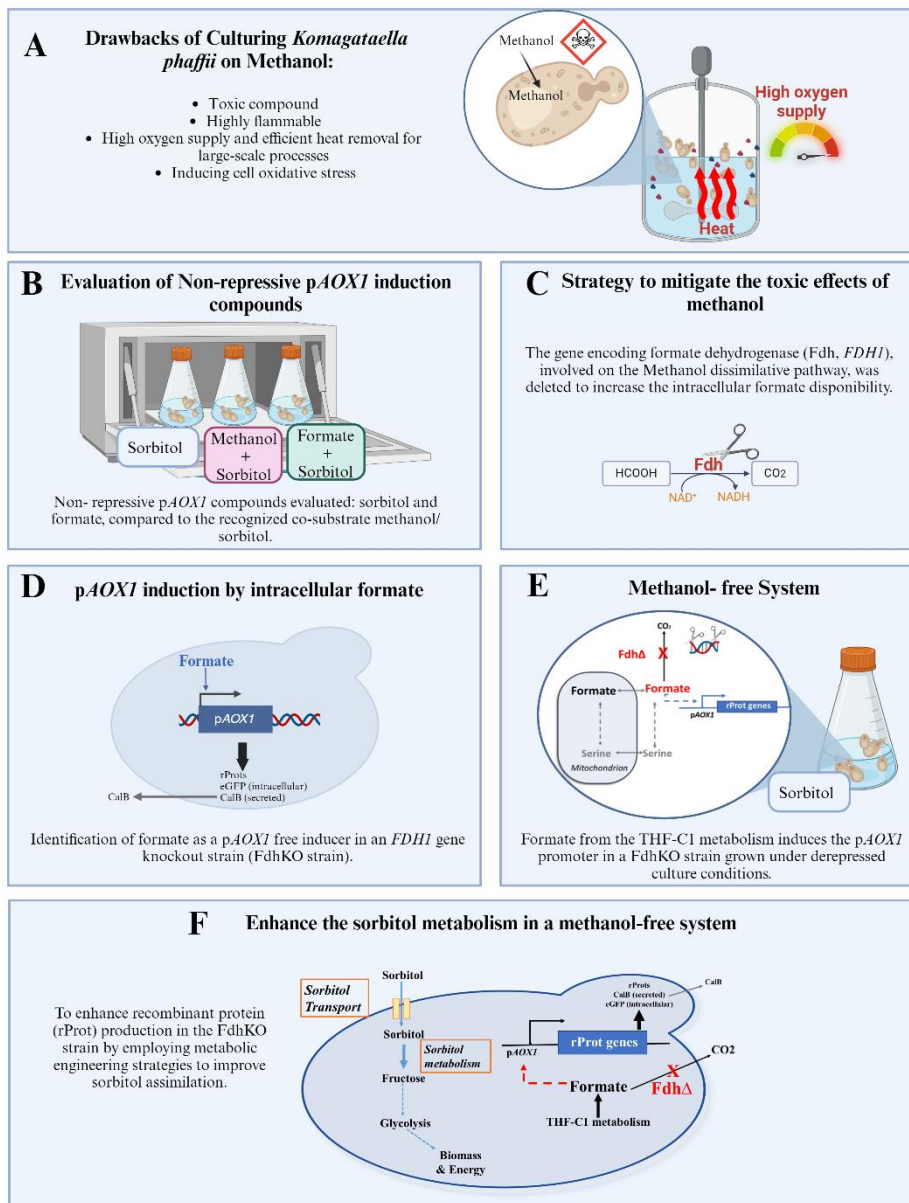 A
Drawbacks of Culturing Komagataella
phaffii on Methanol:
• Toxic compound
• Highly flammable
• High oxygen supply and efficient heat removal for
large-scale processes
• Inducing cell oxidative stress
Methanol
Methanol
High oxygen
supply
Heat
B
Evaluation of Non-repressive pAOX1 induction
compounds
Sorbitol
Methanol
+
Sorbitol
Formate
+
Sorbitol
Non- repressive pAOX1 compounds evaluated: sorbitol and
formate, compared to the recognized co-substrate methanol/
sorbitol.
C
Strategy to mitigate the toxic effects of
methanol
The gene encoding formate dehydrogenase (Fdh, FDH1),
involved on the Methanol dissimilative pathway, was
deleted to increase the intracellular formate disponibility.
HCOOH
Fdh
CO2
NAD⁺
NADH
D
pAOX1 induction by intracellular formate
Formate
pAOX1
rProts
eGFP (intracellular)
CalB (secreted)
CalB
Identification of formate as a pAOX1 free inducer in an FDH1 gene
knockout strain (FdhKO strain).
E
Methanol- free System
CO₂
FdhΔ
X
Formate
Formate
pAOX1
rProt genes
Serine
Serine
Mitochondrion
Sorbitol
Formate from the THF-C1 metabolism induces the pAOX1
promoter in a FdhKO strain grown under derepressed
culture conditions.
F
Enhance the sorbitol metabolism in a methanol-free system
To enhance recombinant protein
(rProt) production in the FdhKO
strain by employing metabolic
engineering strategies to improve
sorbitol assimilation.
Sorbitol
Sorbitol
Transport
Sorbitol
Sorbitol
metabolism
Fructose
Glycolysis
Biomass
& Energy
rProts
CalB (secreted)
eGFP (intracellular)
CalB
pAOX1
rProt genes
CO2
X
FdhΔ
Formate
THF-C1 metabolism